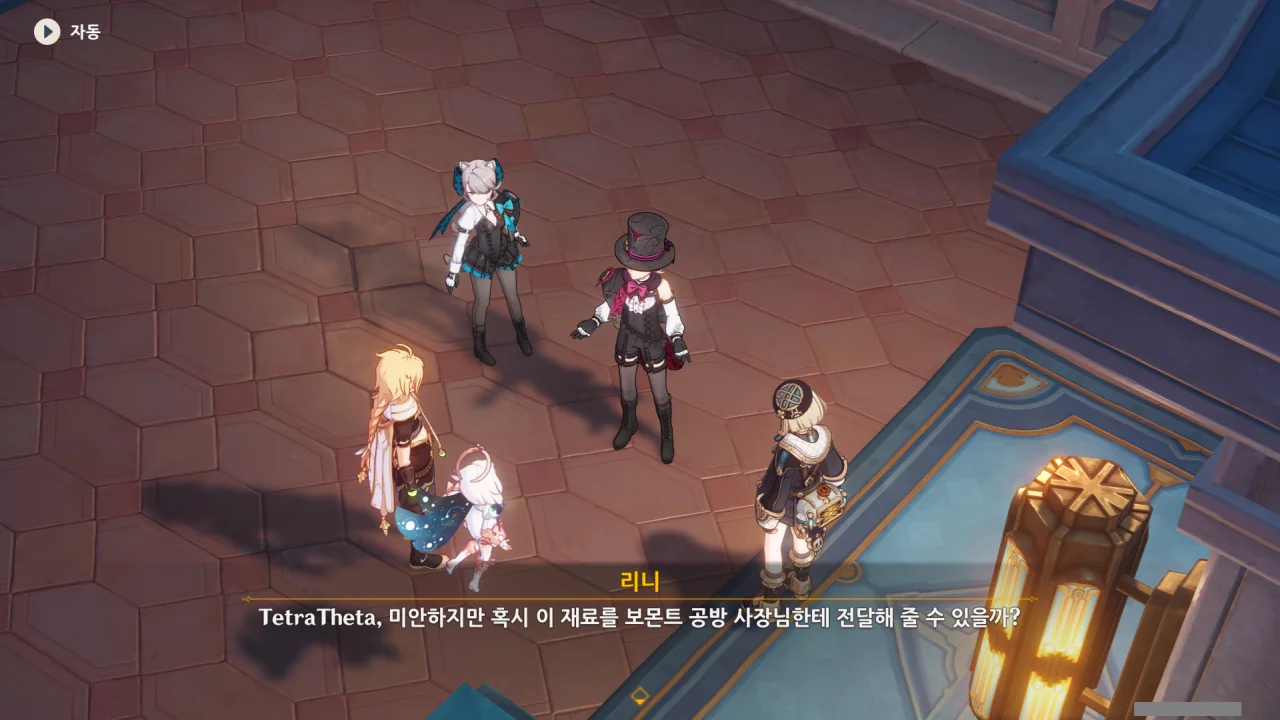 자동
리니
TetraTheta, 미안하지만 혹시 이 재료를 보몬트 공방 사장님한테 전달해 줄 수 있을까?